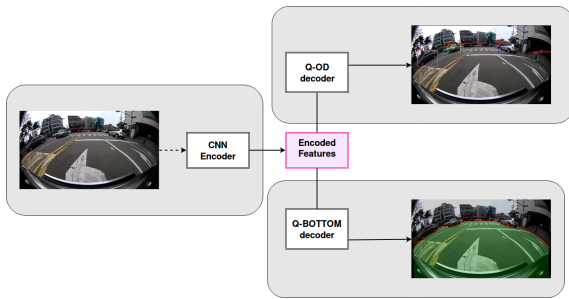 Q-OD
decoder
CNN
Encoder
Encoded
Features
Q-BOTTOM
decoder